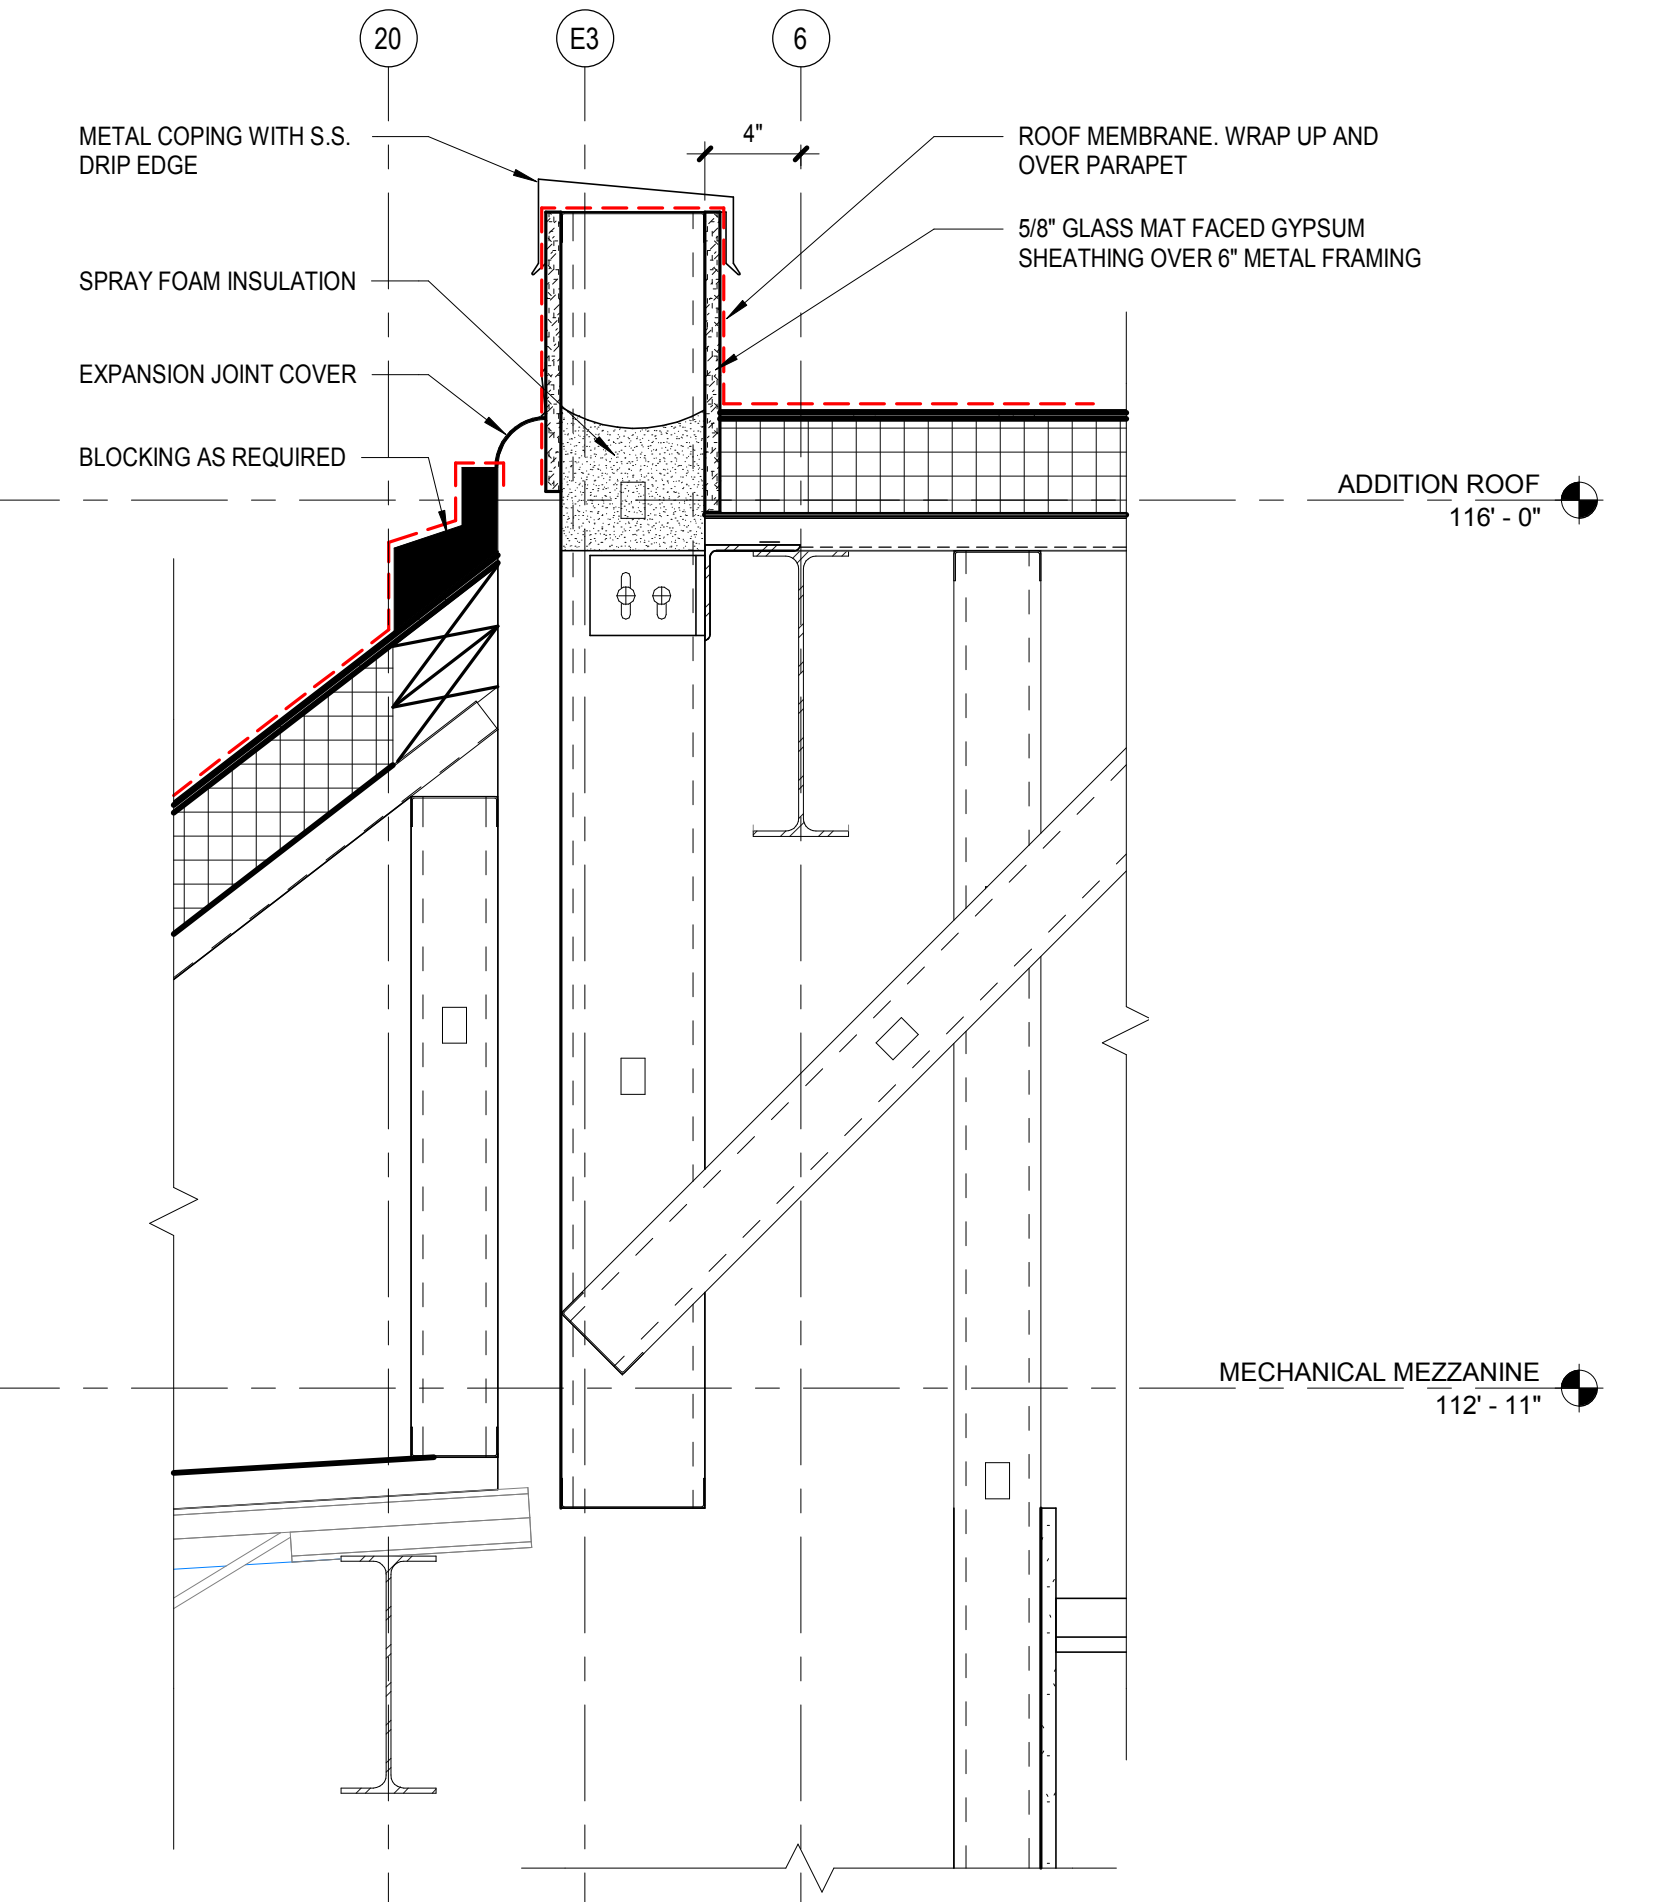 20
E3
6
METAL COPING WITH S.S.
DRIP EDGE
4"
ROOF MEMBRANE. WRAP UP AND
OVER PARAPET
5/8" GLASS MAT FACED GYPSUM
SHEATHING OVER 6" METAL FRAMING
SPRAY FOAM INSULATION
EXPANSION JOINT COVER
BLOCKING AS REQUIRED
ADDITION ROOF
116' - 0"
MECHANICAL MEZZANINE
112' - 11"